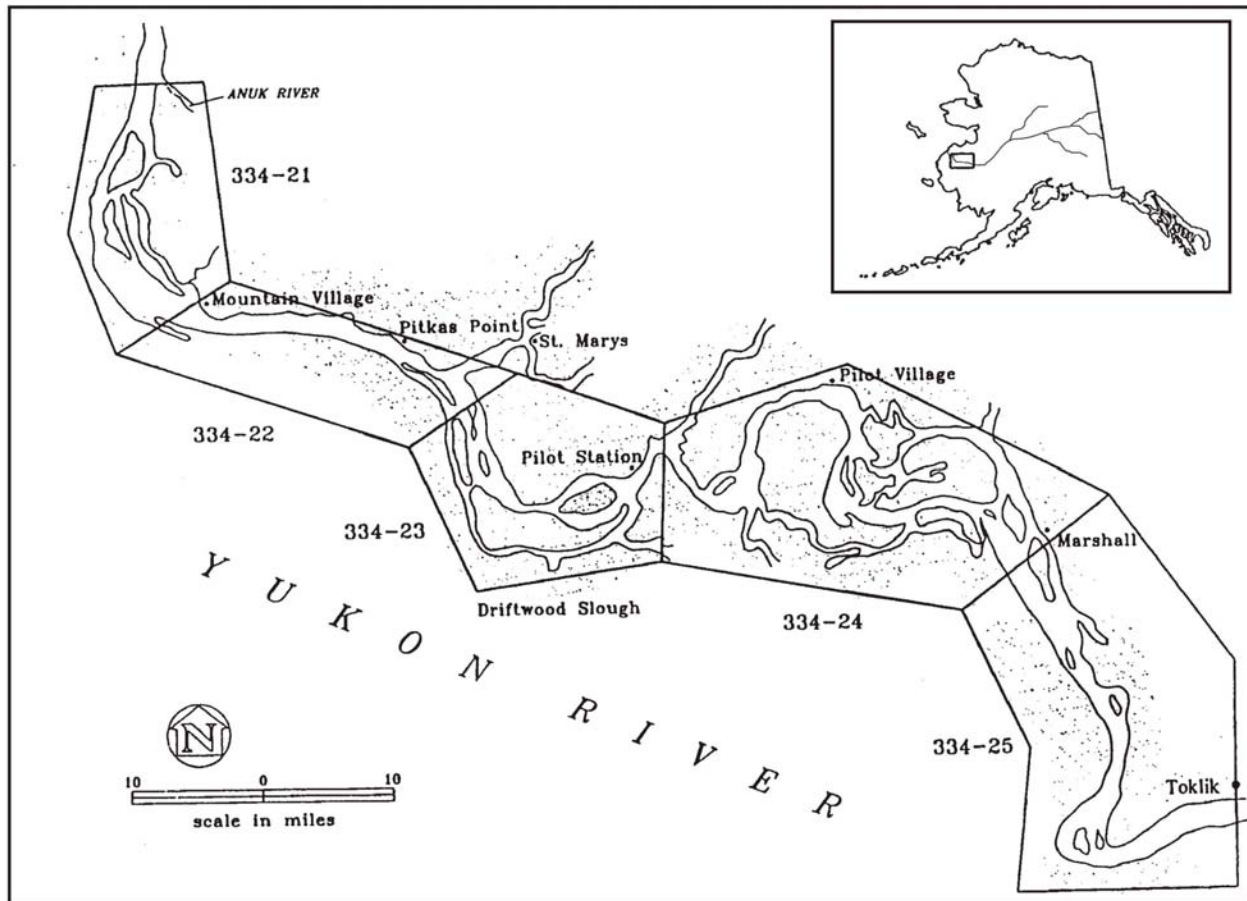 ANUK RIVER
334-21
Mountain Village
Pitkas Point
St. Marys
334-22
Pilot Village
Pilot Station
334-23
Marshall
Driftwood Slough
334-24
YUKON RIVER
334-25
Toklik
N
10 0 10
scale in miles